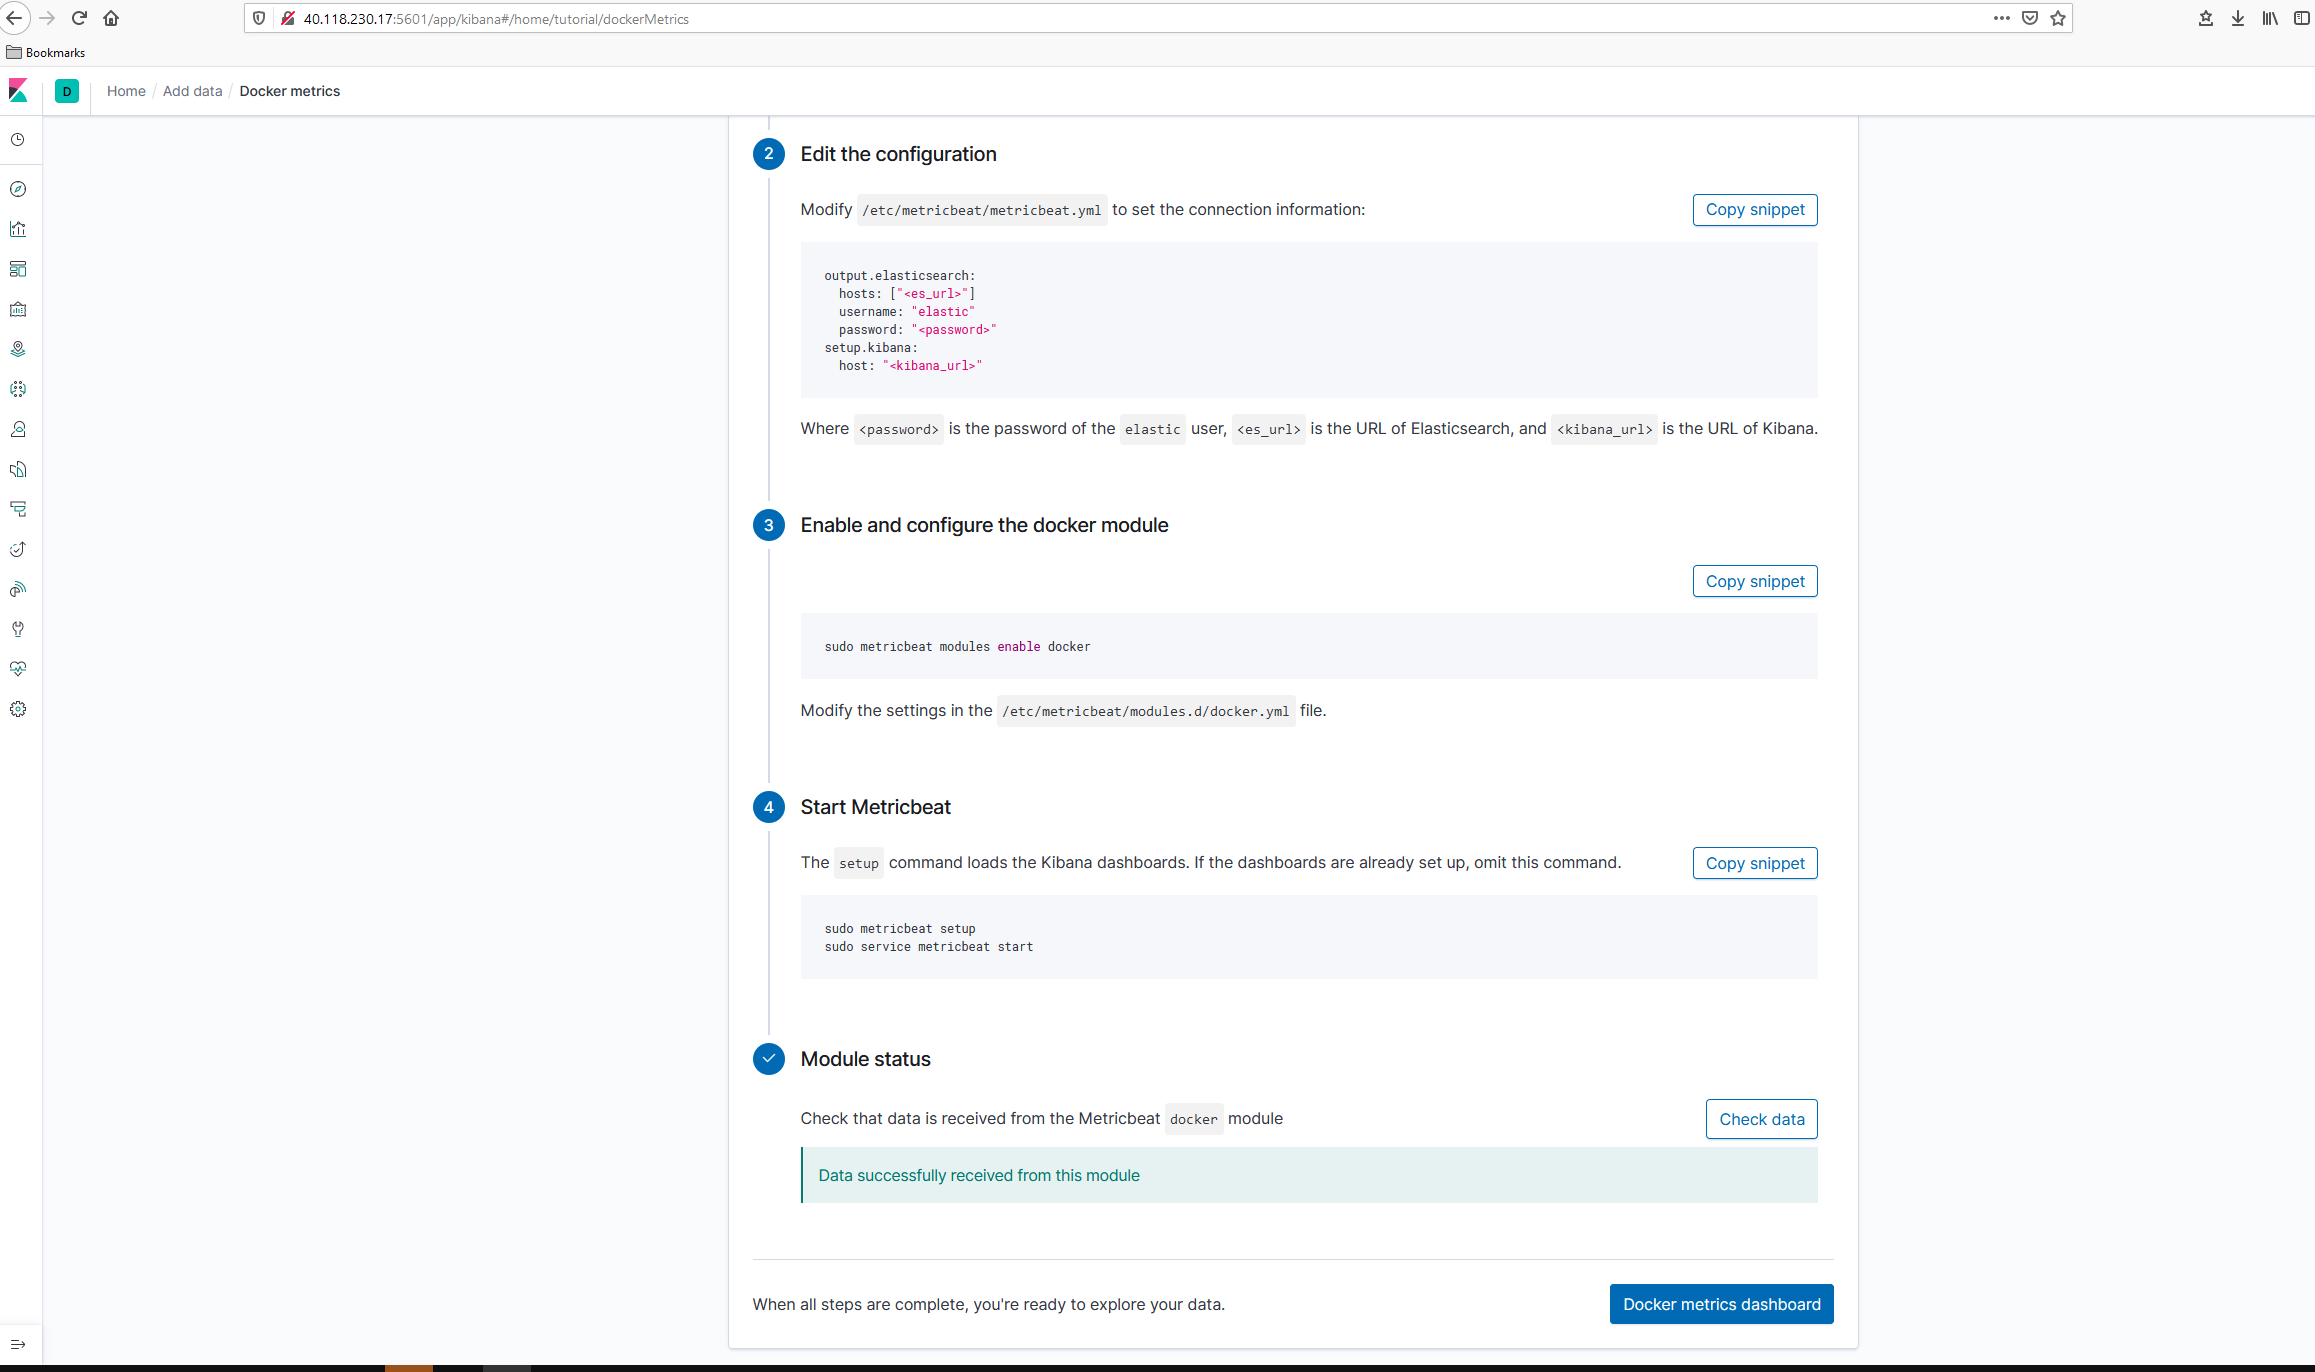 40.118.230.17:5601/app/kibana#/home/tutorial/dockerMetrics
Bookmarks
D
Home / Add data / Docker metrics
2 Edit the configuration
Modify /etc/metricbeat/metricbeat.yml to set the connection information:
Copy snippet
output.elasticsearch:
  hosts: ["<es_url>"]
  username: "elastic"
  password: "<password>"
setup.kibana:
  host: "<kibana_url>"
Where <password> is the password of the elastic user, <es_url> is the URL of Elasticsearch, and <kibana_url> is the URL of Kibana.
3 Enable and configure the docker module
Copy snippet
sudo metricbeat modules enable docker
Modify the settings in the /etc/metricbeat/modules.d/docker.yml file.
4 Start Metricbeat
The setup command loads the Kibana dashboards. If the dashboards are already set up, omit this command.
Copy snippet
sudo metricbeat setup
sudo service metricbeat start
Module status
Check that data is received from the Metricbeat docker module
Check data
Data successfully received from this module
When all steps are complete, you're ready to explore your data.
Docker metrics dashboard